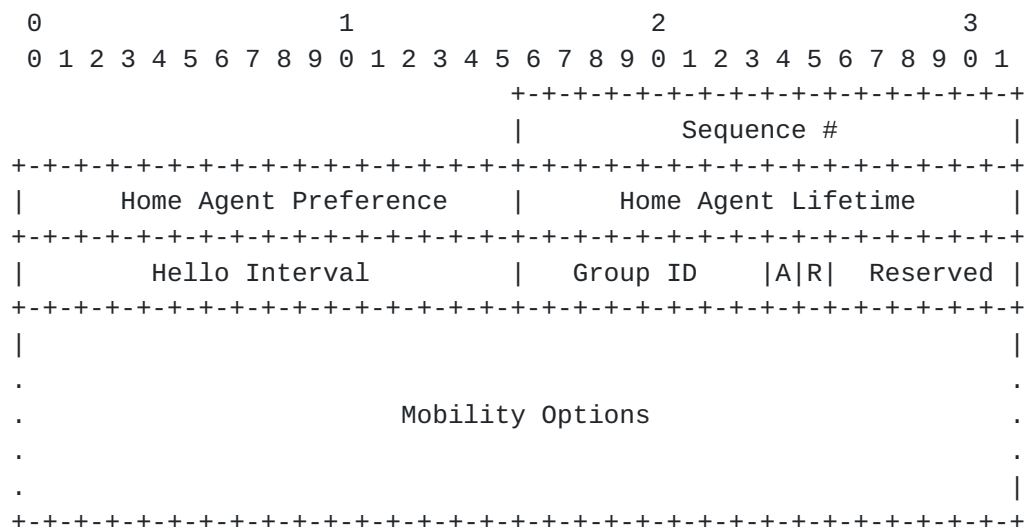 0                   1                   2                   3
 0 1 2 3 4 5 6 7 8 9 0 1 2 3 4 5 6 7 8 9 0 1 2 3 4 5 6 7 8 9 0 1
                                +-+-+-+-+-+-+-+-+-+-+-+-+-+-+-+-+
                                |          Sequence #           |
+-+-+-+-+-+-+-+-+-+-+-+-+-+-+-+-+-+-+-+-+-+-+-+-+-+-+-+-+-+-+-+-+
|      Home Agent Preference    |      Home Agent Lifetime      |
+-+-+-+-+-+-+-+-+-+-+-+-+-+-+-+-+-+-+-+-+-+-+-+-+-+-+-+-+-+-+-+-+
|        Hello Interval         |   Group ID    |A|R|  Reserved |
+-+-+-+-+-+-+-+-+-+-+-+-+-+-+-+-+-+-+-+-+-+-+-+-+-+-+-+-+-+-+-+-+
|                                                               |
.                                                               .
.                        Mobility Options                       .
.                                                               .
.                                                               |
+-+-+-+-+-+-+-+-+-+-+-+-+-+-+-+-+-+-+-+-+-+-+-+-+-+-+-+-+-+-+-+-+